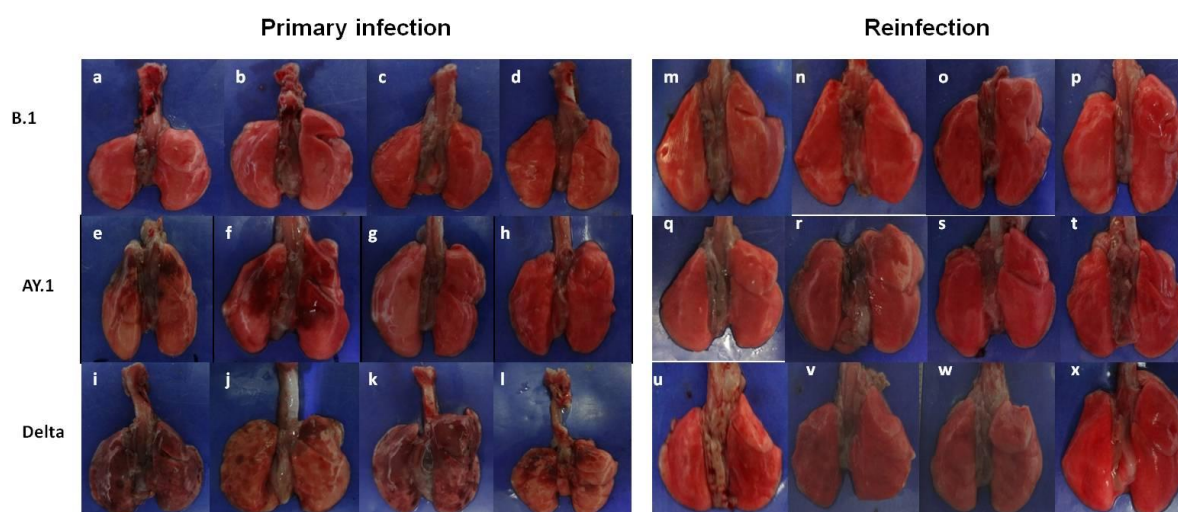 Primary infection Reinfection
a b c d m n o p
B.1
e f g h q r s t
AY.1
i j k l u v w x
Delta